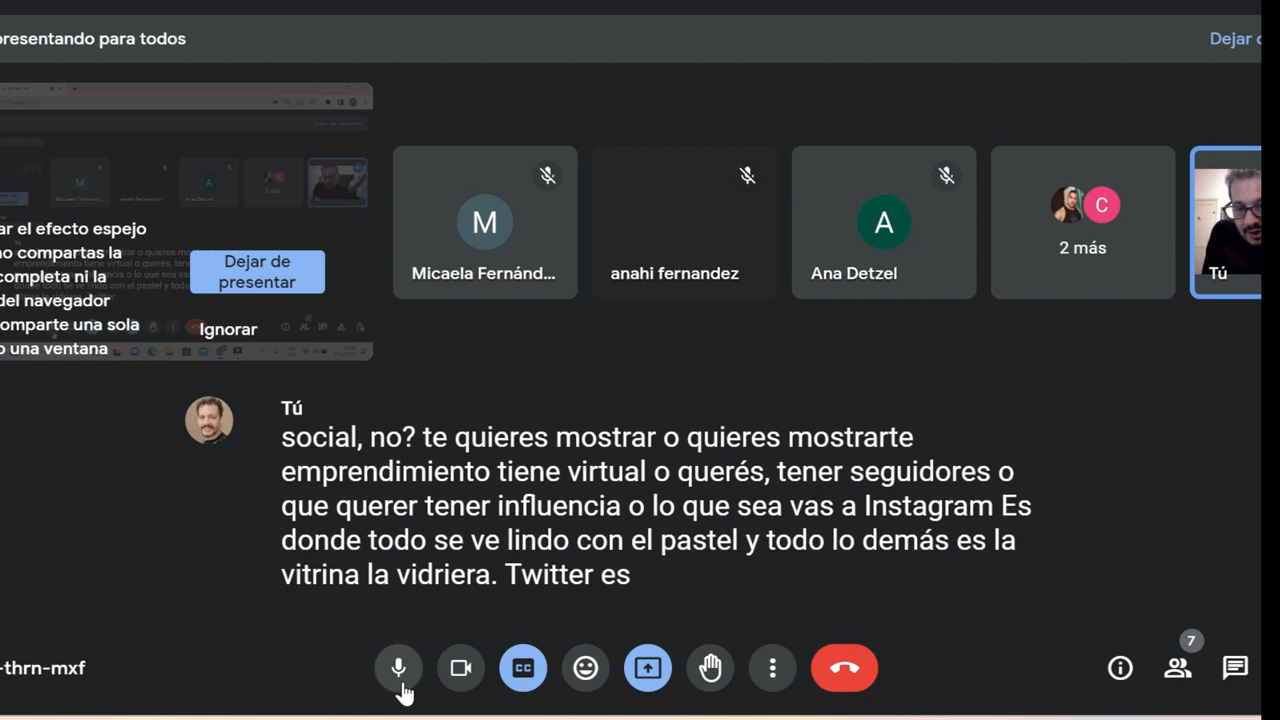 presentando para todos
Dejar
ar el efecto espejo
no compartas la
completa ni la
del navegador
omparte una sola
o una ventana
Dejar de
presentar
Ignorar
M
Micaela Fernánd...
anahi fernandez
A
Ana Detzel
C
2 más
Tú
Tú
social, no? te quieres mostrar o quieres mostrarte
emprendimiento tiene virtual o querés, tener seguidores o
que querer tener influencia o lo que sea vas a Instagram Es
donde todo se ve lindo con el pastel y todo lo demás es la
vitrina la vidriera. Twitter es
-thrn-mxf
CC
7